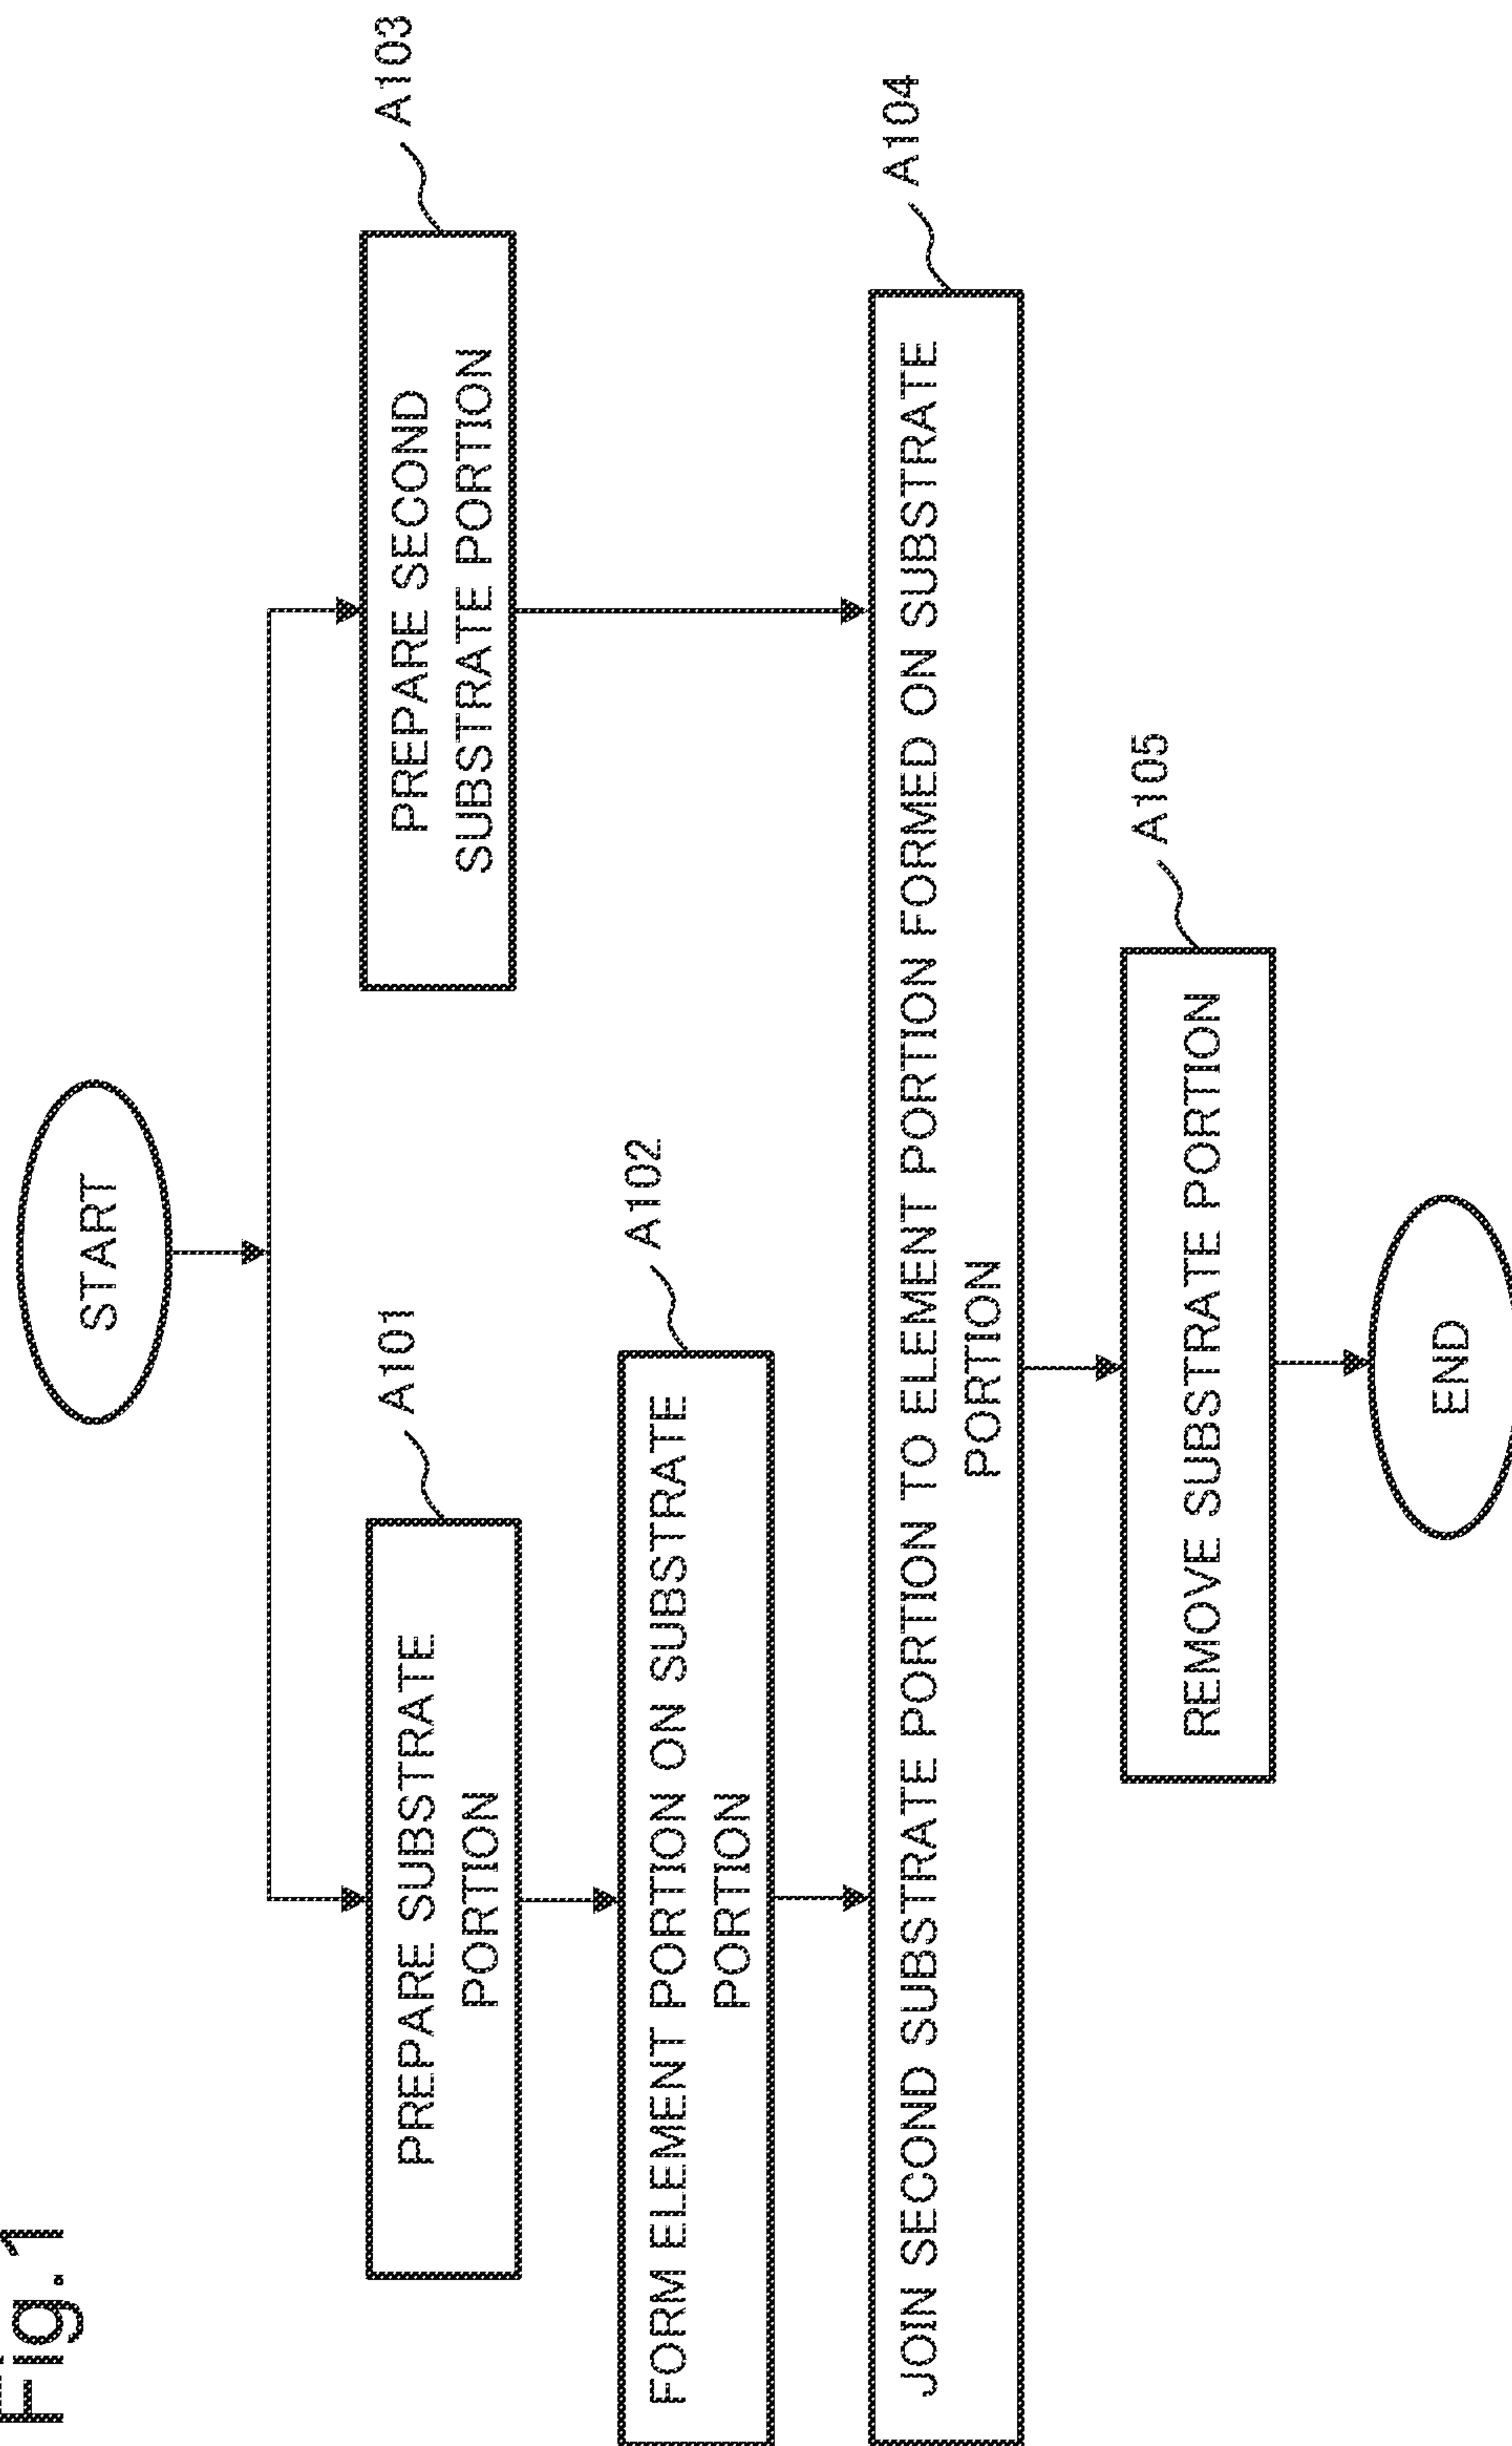 Fig.1
START
A101
PREPARE SUBSTRATE
PORTION
A103
PREPARE SECOND
SUBSTRATE PORTION
A102
FORM ELEMENT PORTION ON SUBSTRATE
PORTION
A104
JOIN SECOND SUBSTRATE PORTION TO ELEMENT PORTION FORMED ON SUBSTRATE
PORTION
A105
REMOVE SUBSTRATE PORTION
END